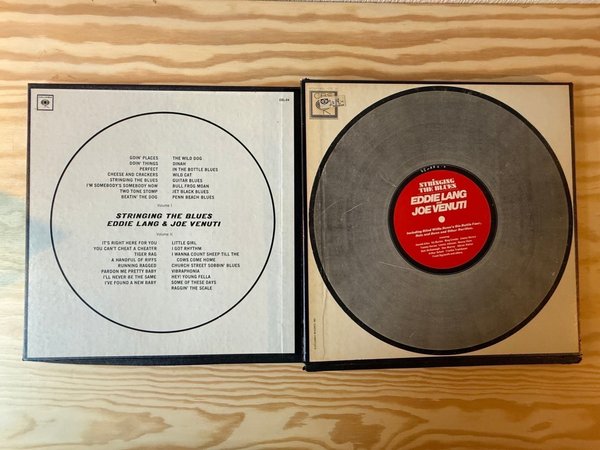 GOIN' PLACES
DOIN' THINGS
PERFECT
CHEESE AND CRACKERS
STRINGING THE BLUES
I'M SOMEBODY'S SOMEBODY NOW
TWO TONE STOMP
BEATIN' THE DOG
THE WILD DOG
DINAH
IN THE BOTTLE BLUES
WILD CAT
GUITAR BLUES
BULL FROG MOAN
JET BLACK BLUES
PENN BEACH BLUES
Volume I
STRINGING THE BLUES
EDDIE LANG & JOE VENUTI
Volume II
IT'S RIGHT HERE FOR YOU
YOU CAN'T CHEAT A CHEATER
TIGER RAG
A HANDFUL OF RIFFS
RUNNING RAGGED
PARDON ME PRETTY BABY
I'LL NEVER BE THE SAME
I'VE FOUND A NEW BABY
LITTLE GIRL
I GOT RHYTHM
I WANNA COUNT SHEEP TILL THE
COWS COME HOME
CHURCH STREET SOBBIN' BLUES
VIBRAPHONIA
HEY! YOUNG FELLA
SOME OF THESE DAYS
RAGGIN' THE SCALE
STRINGING
THE BLUES
EDDIE LANG
AND
JOE VENUTI